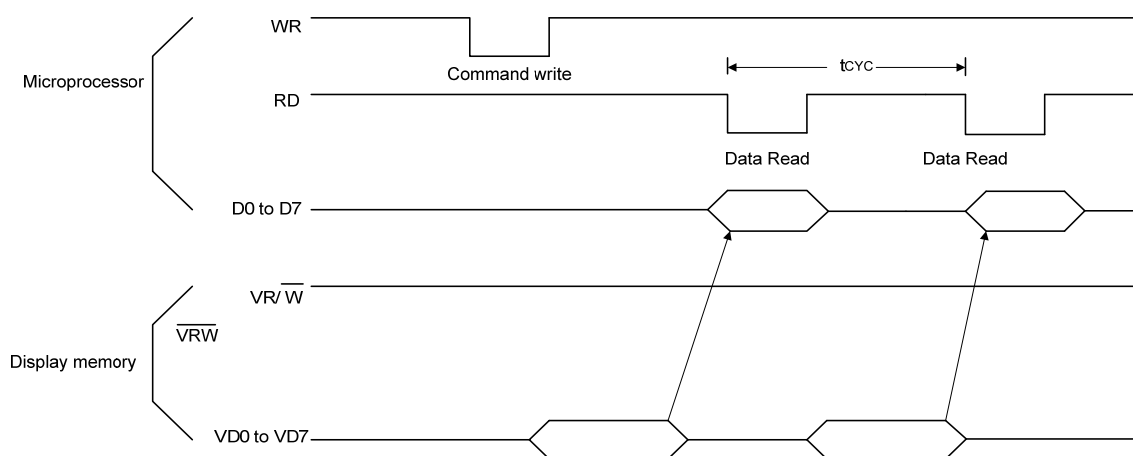 WR
Command write
tCYC
Microprocessor
RD
Data Read
Data Read
D0 to D7
VR/W̅
V̅R̅W̅
Display memory
VD0 to VD7